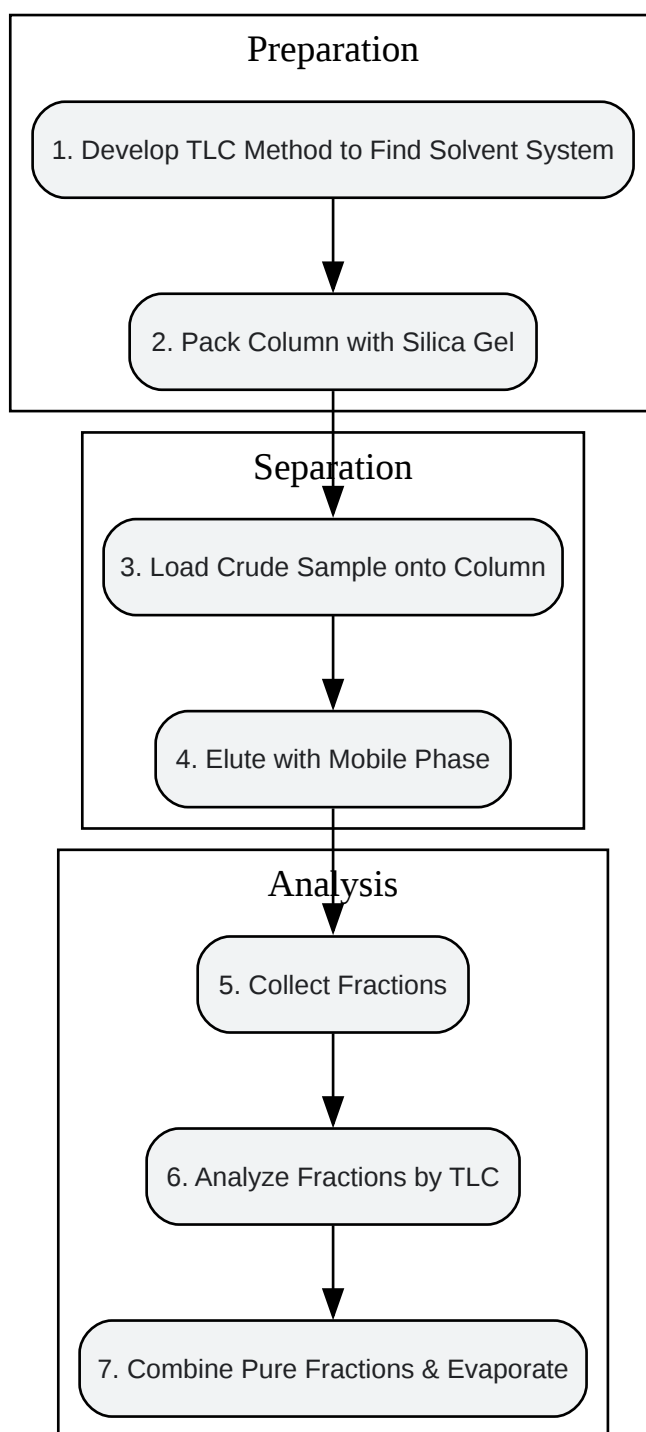 Preparation
1. Develop TLC Method to Find Solvent System
2. Pack Column with Silica Gel
Separation
3. Load Crude Sample onto Column
4. Elute with Mobile Phase
Analysis
5. Collect Fractions
6. Analyze Fractions by TLC
7. Combine Pure Fractions & Evaporate